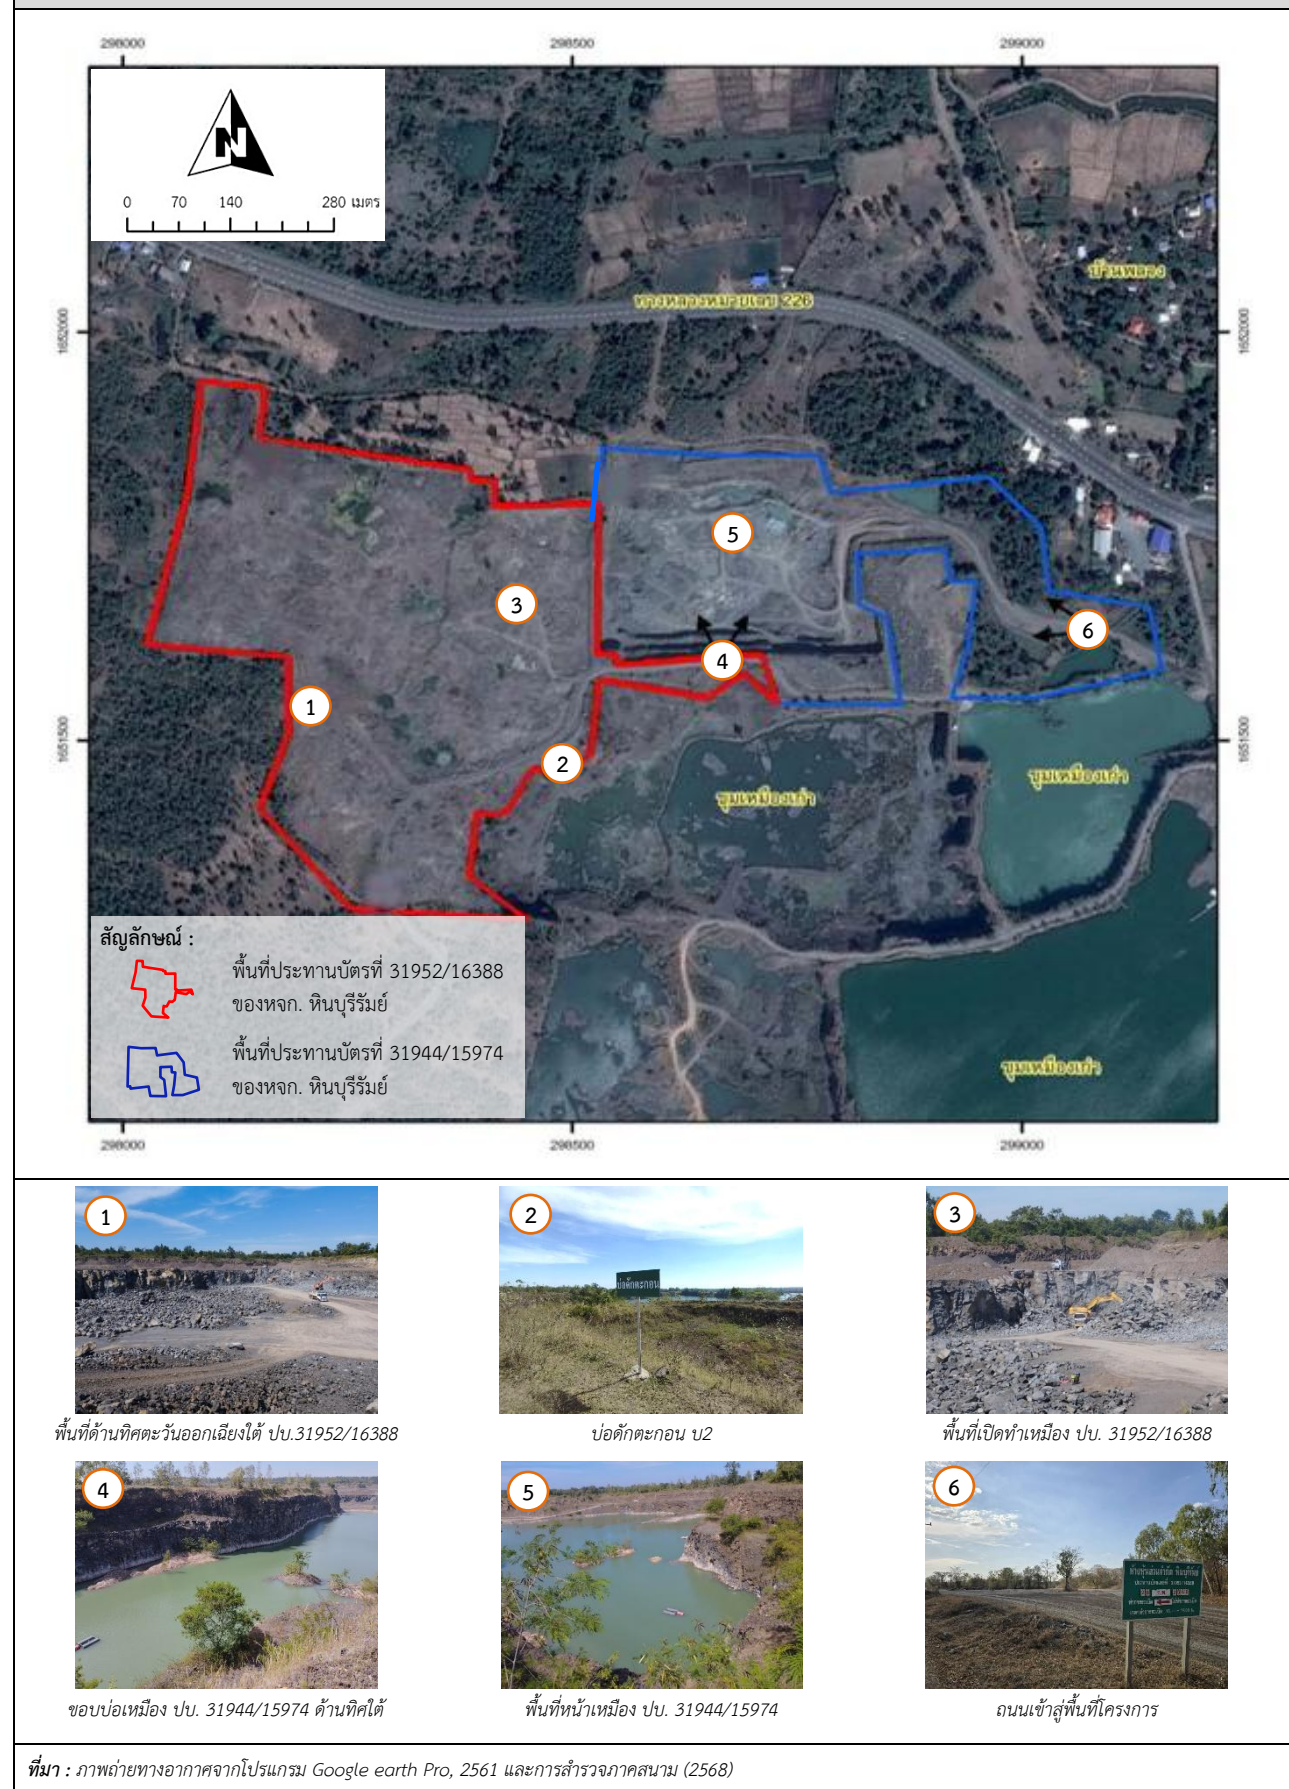 298000 298500 299000
N
0 70 140 280 เมตร
บ้านพลวง
ทางหลวงหมายเลข 226
1652000 1652000
5
3
6
4
1
1651500 1651500
2
ขุมเหมืองเก่า
ขุมเหมืองเก่า
ขุมเหมืองเก่า
สัญลักษณ์ :
พื้นที่ประทานบัตรที่ 31952/16388
ของหจก. หินบุรีรัมย์
พื้นที่ประทานบัตรที่ 31944/15974
ของหจก. หินบุรีรัมย์
298000 298500 299000
1
2
บ่อดักตะกอน
3
พื้นที่ด้านทิศตะวันออกเฉียงใต้ ปบ.31952/16388
บ่อดักตะกอน บ2
พื้นที่เปิดทำเหมือง ปบ. 31952/16388
4
5
6
ขอบบ่อเหมือง ปบ. 31944/15974 ด้านทิศใต้
พื้นที่หน้าเหมือง ปบ. 31944/15974
ถนนเข้าสู่พื้นที่โครงการ
ที่มา : ภาพถ่ายทางอากาศจากโปรแกรม Google earth Pro, 2561 และการสำรวจภาคสนาม (2568)